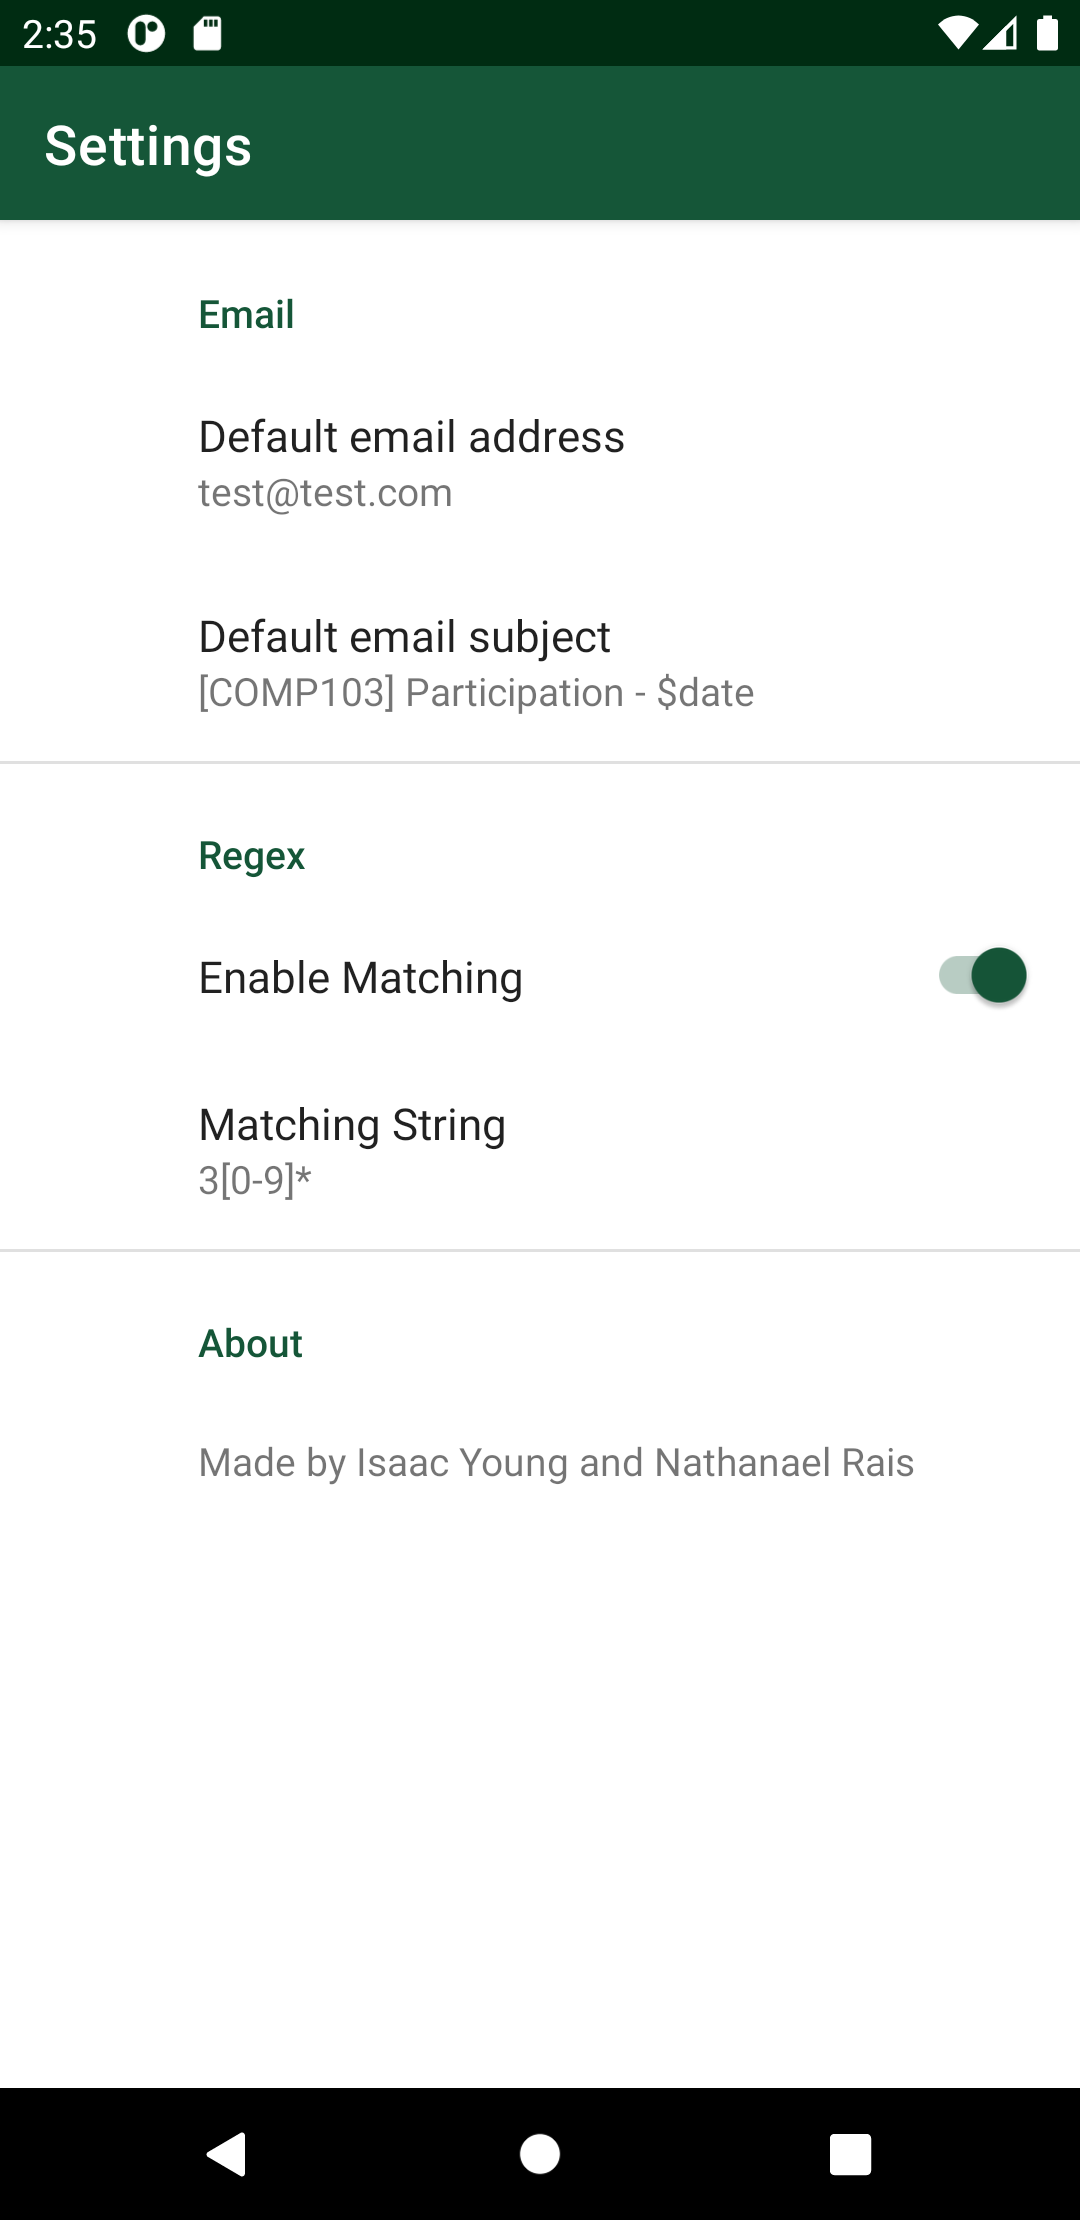 2:35
Settings
Email
Default email address
test@test.com
Default email subject
[COMP103] Participation - $date
Regex
Enable Matching
Matching String
3[0-9]*
About
Made by Isaac Young and Nathanael Rais